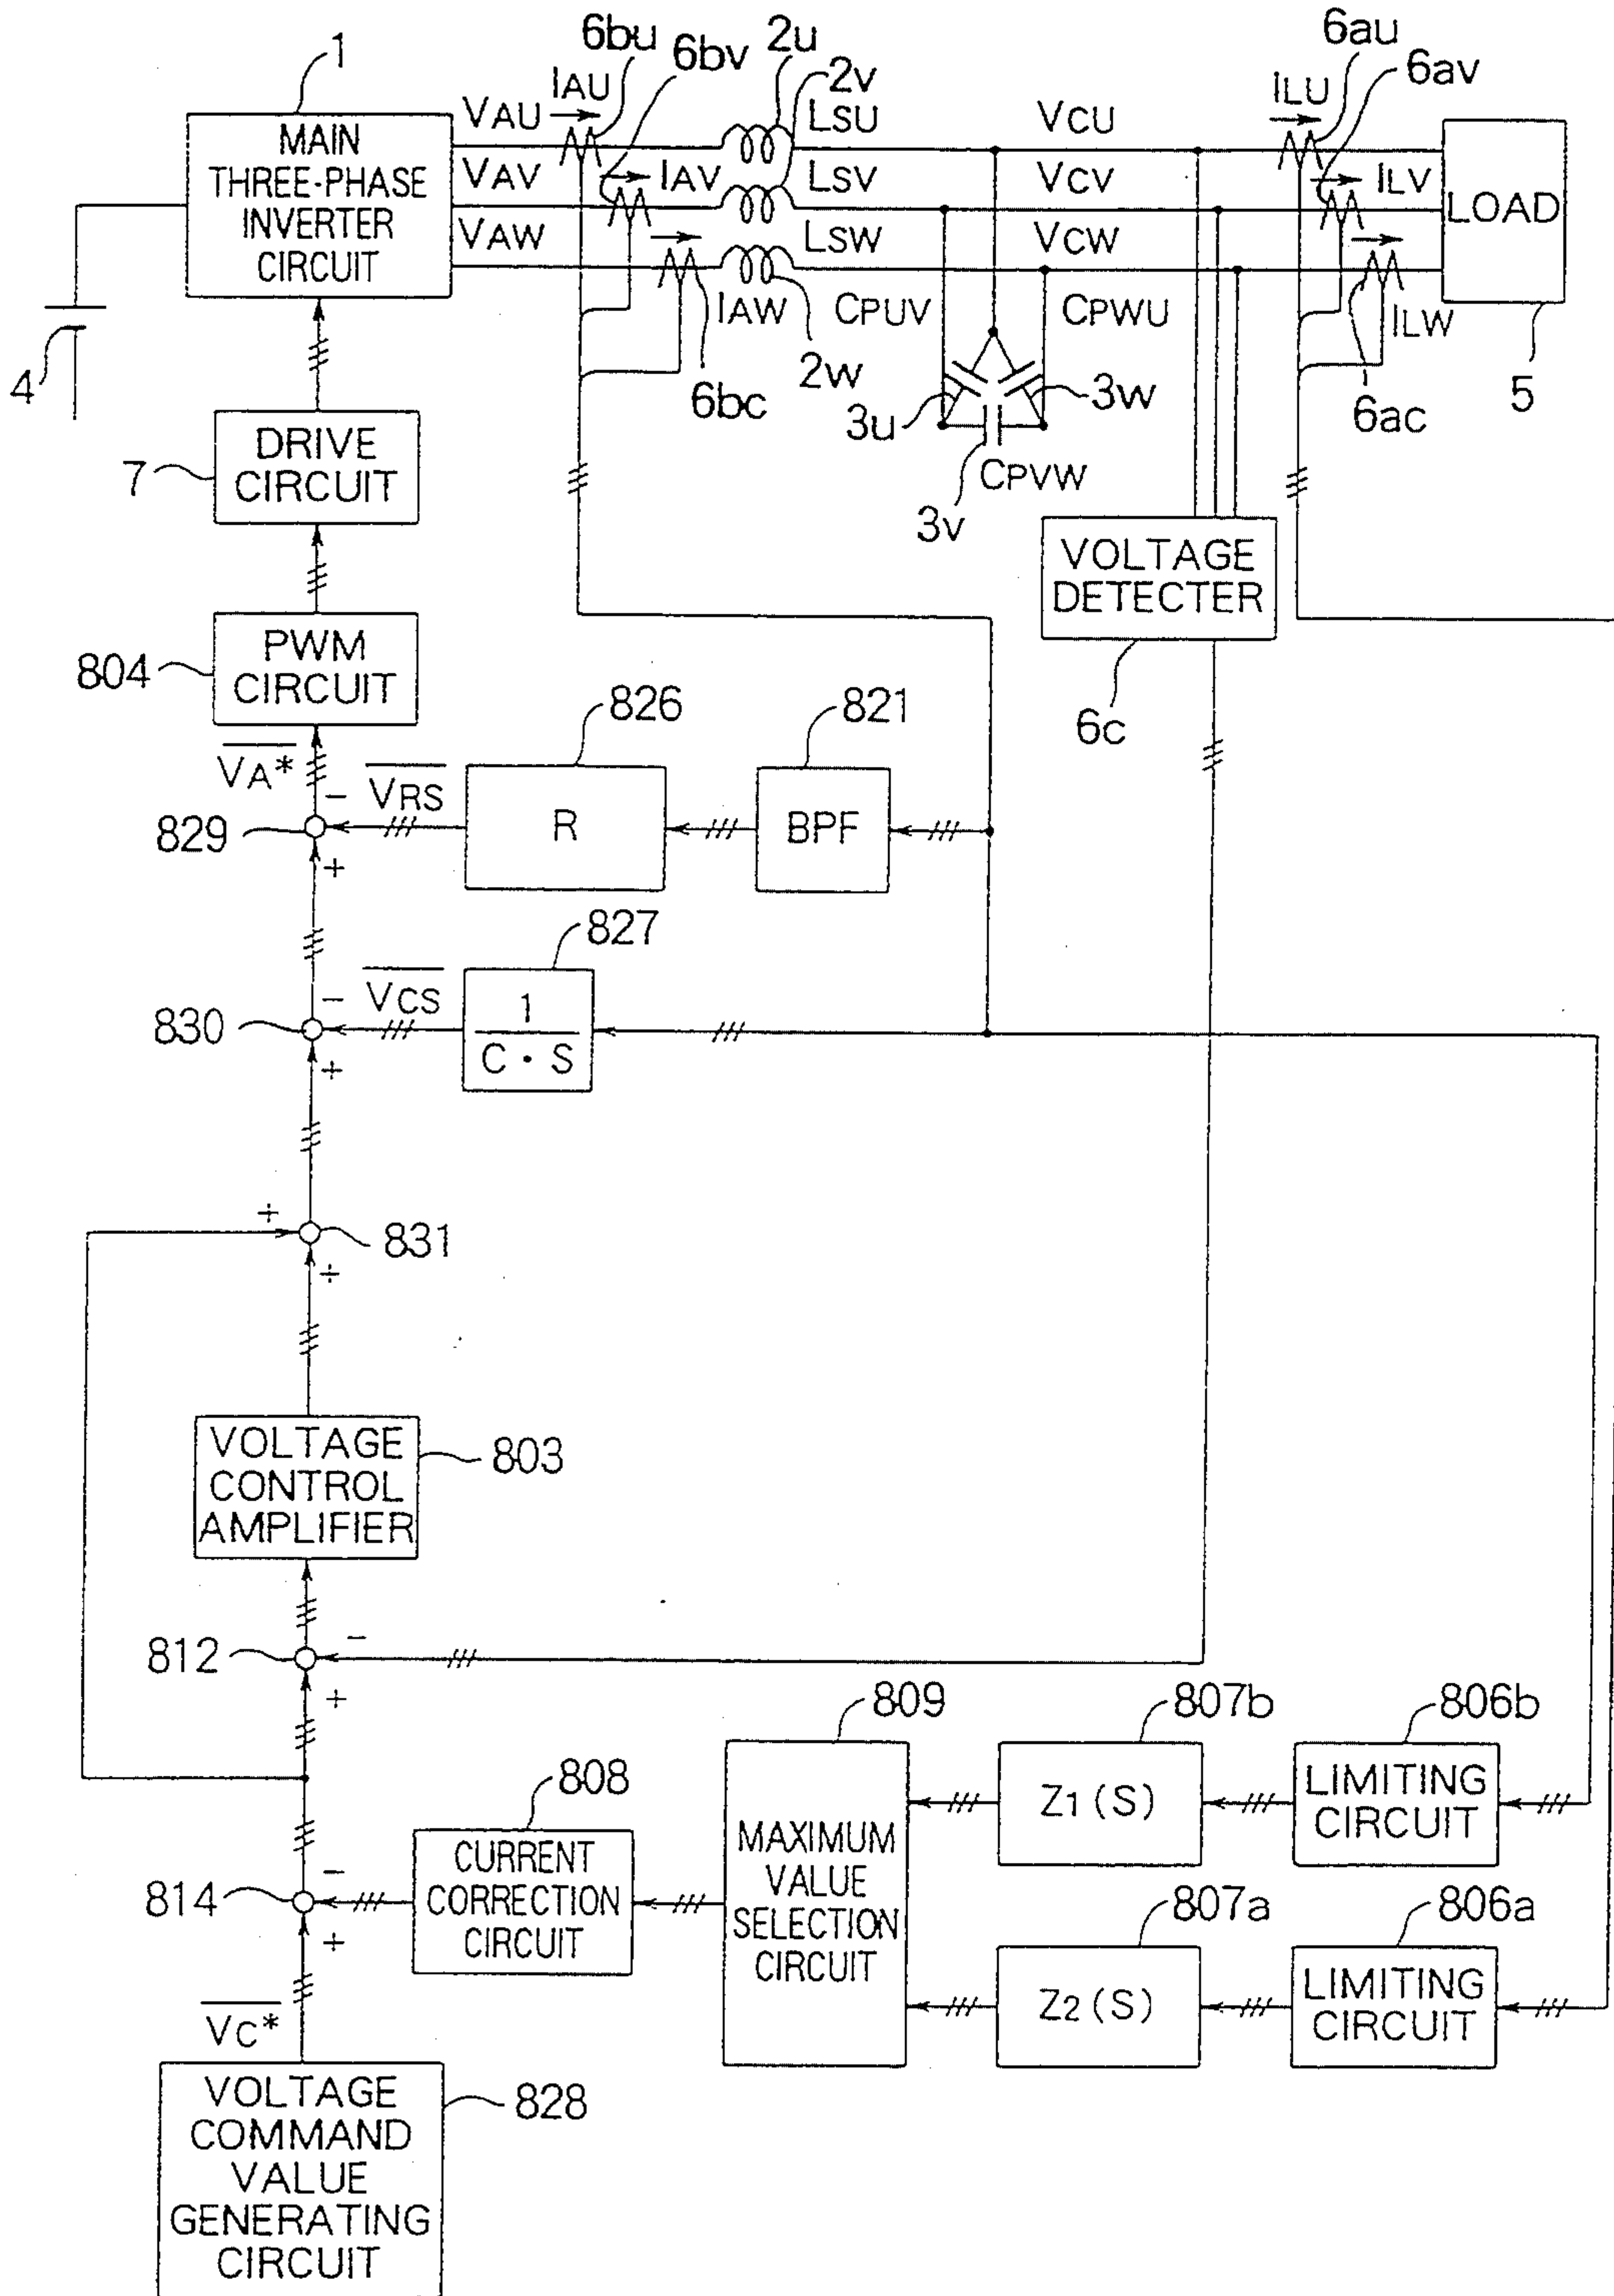 1
6bu
6bv
2u
2v
6au
6av
IAU
VAU
LSU
VCU
ILU
MAIN
THREE-PHASE
INVERTER
CIRCUIT
VAV
IAV
LSV
VCV
ILV
LOAD
VAW
LSW
VCW
IAW
CPUV
CPWU
ILW
4
2w
6bc
3u
3w
6ac
5
CPVW
3v
DRIVE
CIRCUIT
7
VOLTAGE
DETECTER
6c
PWM
CIRCUIT
804
826
821
VA*
VRS
−
R
BPF
829
+
827
VCS
−
1
C · S
830
÷
÷
831
÷
VOLTAGE
CONTROL
AMPLIFIER
803
812
−
+
809
807b
806b
808
Z1 (S)
LIMITING
CIRCUIT
MAXIMUM
VALUE
SELECTION
CIRCUIT
CURRENT
CORRECTION
CIRCUIT
−
814
+
807a
806a
Z2 (S)
LIMITING
CIRCUIT
VC*
VOLTAGE
COMMAND
VALUE
GENERATING
CIRCUIT
828